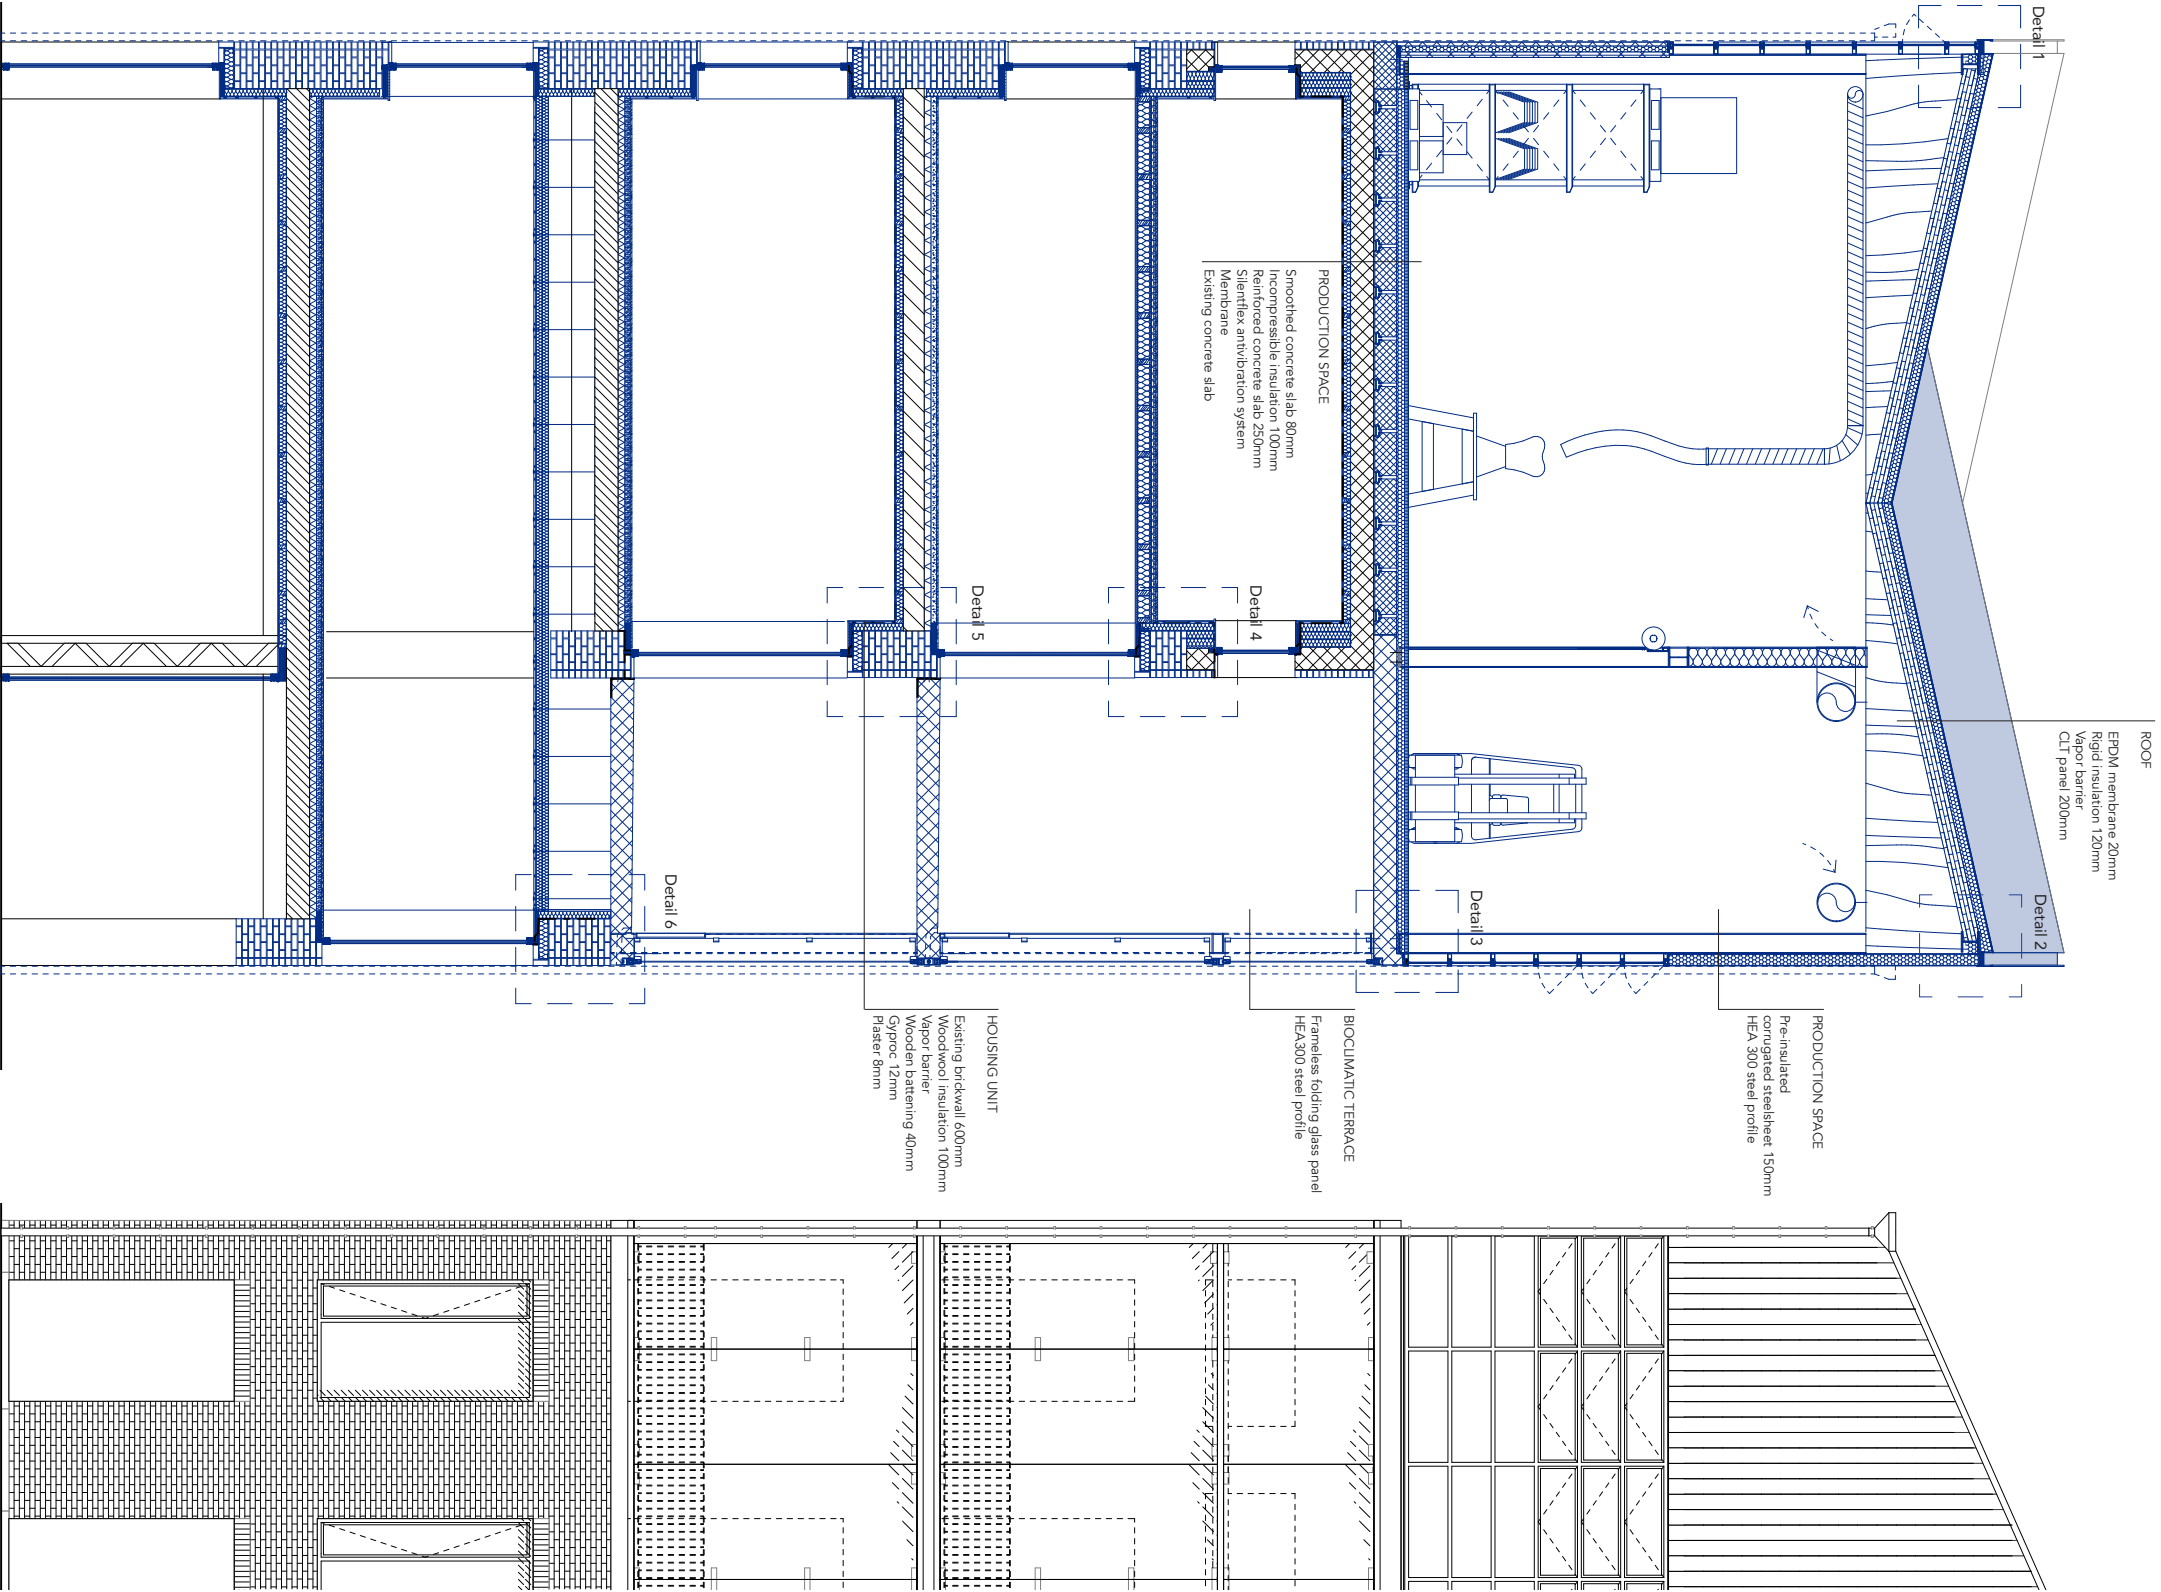 Detail 1
ROOF
EPDM membrane 20mm
Rigid insulation 120mm
Vapor barrier
CLT panel 200mm
Detail 2
PRODUCTION SPACE
Pre-insulated
corrugated steelsheet 150mm
HEA 300 steel profile
Detail 3
PRODUCTION SPACE
Smoothed concrete slab 80mm
Incompressible insulation 100mm
Reinforced concrete slab 250mm
Silentflex antivibration system
Membrane
Existing concrete slab
BIOCLIMATIC TERRACE
Frameless folding glass panel
HEA300 steel profile
Detail 4
Detail 5
HOUSING UNIT
Existing brickwall 600mm
Woodwool insulation 100mm
Vapor barrier
Wooden battening 40mm
Gyproc 12mm
Plaster 8mm
Detail 6